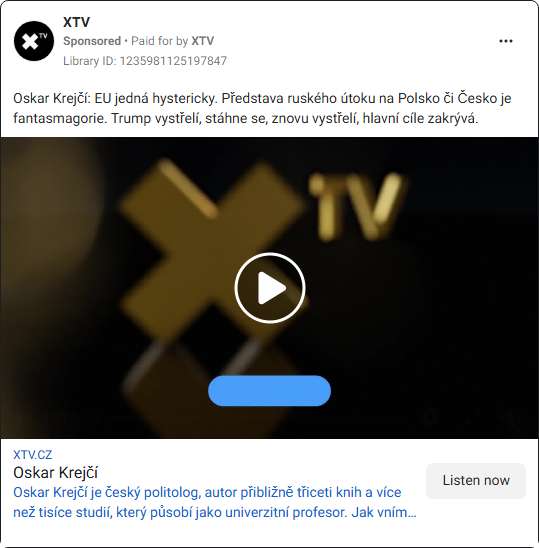 XTV
Sponsored • Paid for by XTV
Library ID: 1235981125197847
Oskar Krejčí: EU jedná hystericky. Představa ruského útoku na Polsko či Česko je
fantasmagorie. Trump vystřelí, stáhne se, znovu vystřelí, hlavní cíle zakrývá.
XTV
XTV.CZ
Oskar Krejčí
Oskar Krejčí je český politolog, autor přibližně třiceti knih a více
než tisíce studií, který působí jako univerzitní profesor. Jak vním…
Listen now